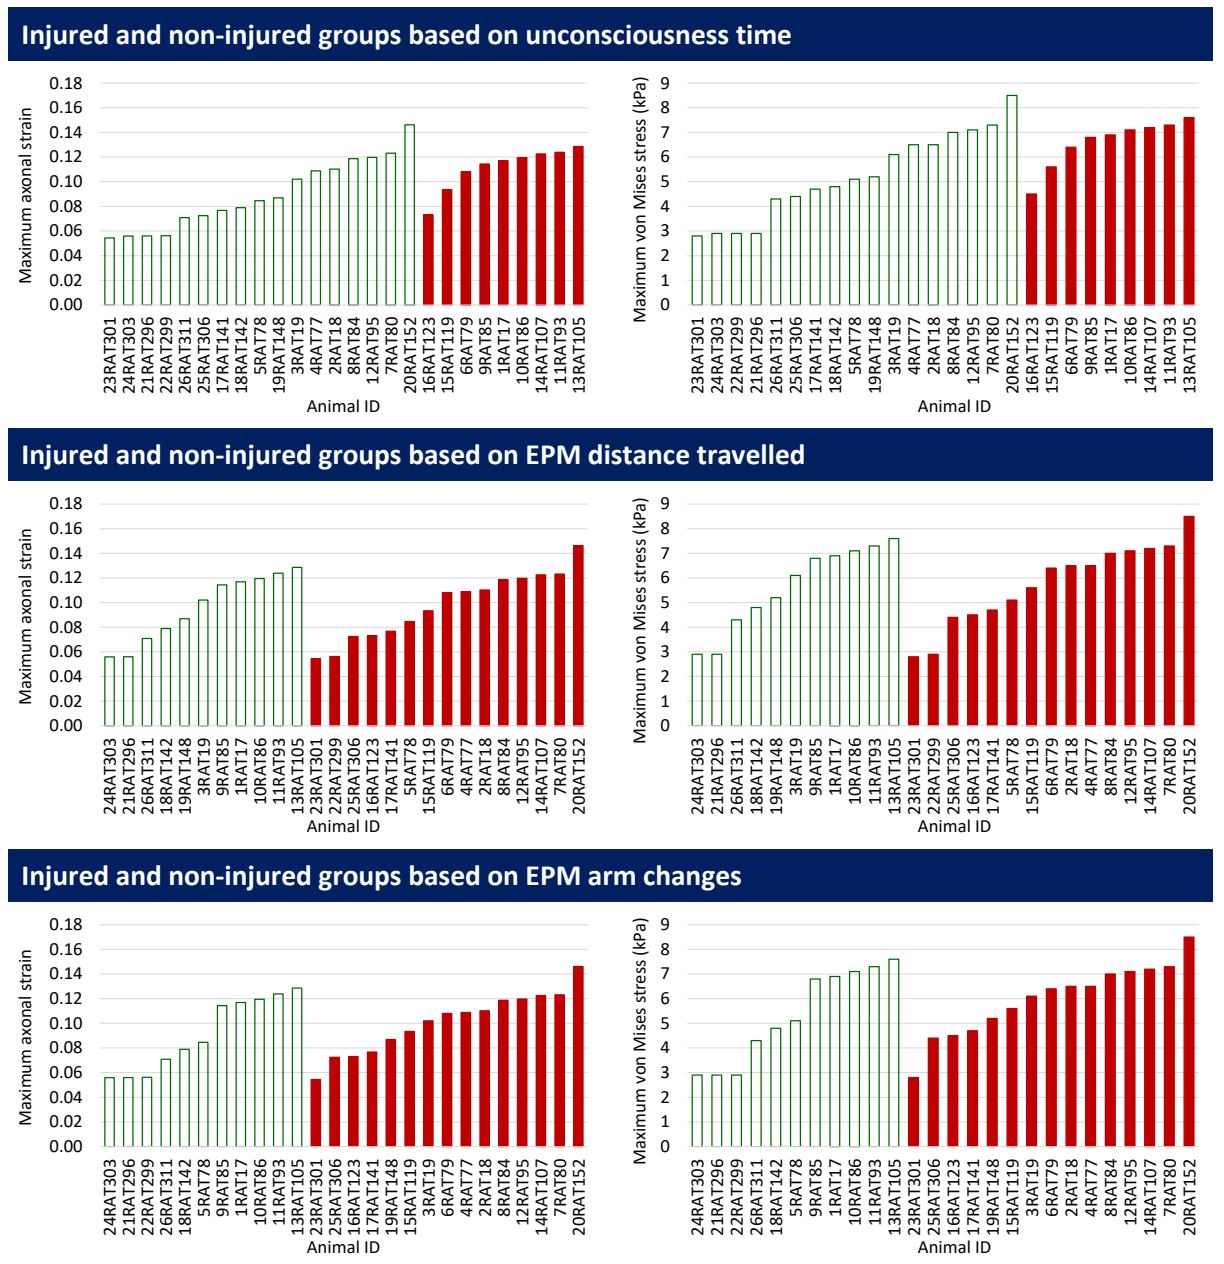 Injured and non-injured groups based on unconsciousness time
Maximum axonal strain
0.18
0.16
0.14
0.12
0.10
0.08
0.06
0.04
0.02
0.00
23RAT301
24RAT303
21RAT296
22RAT299
26RAT311
25RAT306
17RAT141
18RAT142
5RAT78
19RAT148
3RAT19
4RAT77
2RAT18
8RAT84
12RAT95
7RAT80
20RAT152
16RAT123
15RAT119
6RAT79
9RAT85
1RAT17
10RAT86
14RAT107
11RAT93
13RAT105
Animal ID
Maximum von Mises stress (kPa)
9
8
7
6
5
4
3
2
1
0
23RAT301
24RAT303
22RAT299
21RAT296
26RAT311
25RAT306
17RAT141
18RAT142
5RAT78
19RAT148
3RAT19
4RAT77
2RAT18
8RAT84
12RAT95
7RAT80
20RAT152
16RAT123
15RAT119
6RAT79
9RAT85
1RAT17
10RAT86
14RAT107
11RAT93
13RAT105
Animal ID
Injured and non-injured groups based on EPM distance travelled
Maximum axonal strain
0.18
0.16
0.14
0.12
0.10
0.08
0.06
0.04
0.02
0.00
24RAT303
21RAT296
26RAT311
18RAT142
19RAT148
3RAT19
9RAT85
1RAT17
10RAT86
11RAT93
13RAT105
23RAT301
22RAT299
25RAT306
16RAT123
17RAT141
5RAT78
15RAT119
6RAT79
4RAT77
2RAT18
8RAT84
12RAT95
14RAT107
7RAT80
20RAT152
Animal ID
Maximum von Mises stress (kPa)
9
8
7
6
5
4
3
2
1
0
24RAT303
21RAT296
26RAT311
18RAT142
19RAT148
3RAT19
9RAT85
1RAT17
10RAT86
11RAT93
13RAT105
23RAT301
22RAT299
25RAT306
16RAT123
17RAT141
5RAT78
15RAT119
6RAT79
2RAT18
4RAT77
8RAT84
12RAT95
14RAT107
7RAT80
20RAT152
Animal ID
Injured and non-injured groups based on EPM arm changes
Maximum axonal strain
0.18
0.16
0.14
0.12
0.10
0.08
0.06
0.04
0.02
0.00
24RAT303
21RAT296
22RAT299
26RAT311
18RAT142
5RAT78
9RAT85
1RAT17
10RAT86
11RAT93
13RAT105
23RAT301
25RAT306
16RAT123
17RAT141
19RAT148
15RAT119
3RAT19
6RAT79
4RAT77
2RAT18
8RAT84
12RAT95
14RAT107
7RAT80
20RAT152
Animal ID
Maximum von Mises stress (kPa)
9
8
7
6
5
4
3
2
1
0
24RAT303
21RAT296
22RAT299
26RAT311
18RAT142
5RAT78
9RAT85
1RAT17
10RAT86
11RAT93
13RAT105
23RAT301
25RAT306
16RAT123
17RAT141
19RAT148
15RAT119
3RAT19
6RAT79
2RAT18
4RAT77
8RAT84
12RAT95
14RAT107
7RAT80
20RAT152
Animal ID